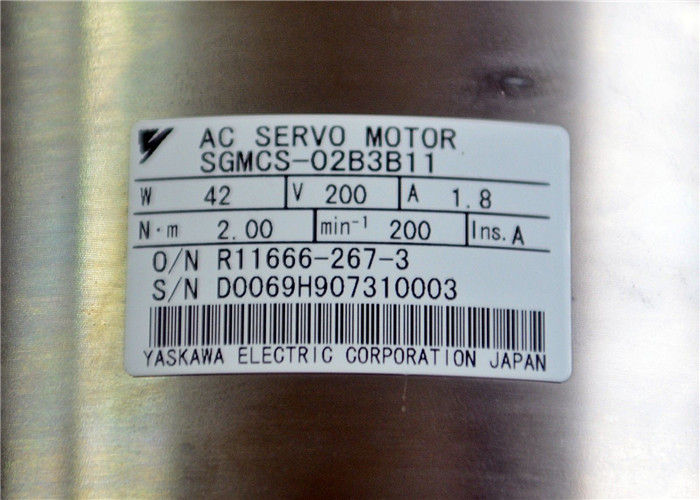 AC SERVO MOTOR
SGMCS-02B3B11
W 42 V 200 A 1.8
N·m 2.00 min⁻¹ 200 Ins. A
O/N R11666-267-3
S/N D0069H907310003
YASKAWA ELECTRIC CORPORATION JAPAN